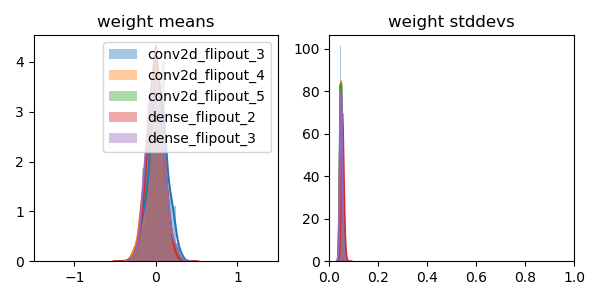 weight means
weight stddevs
conv2d_flipout_3
conv2d_flipout_4
conv2d_flipout_5
dense_flipout_2
dense_flipout_3
4
3
2
1
0
−1
0
1
100
80
60
40
20
0
0.0
0.2
0.4
0.6
0.8
1.0